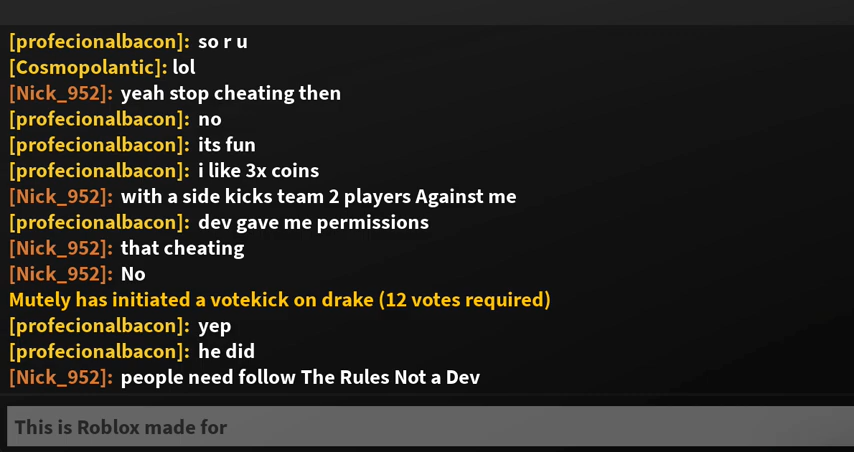 [profecionalbacon]: so r u
[Cosmopolantic]: lol
[Nick_952]: yeah stop cheating then
[profecionalbacon]: no
[profecionalbacon]: its fun
[profecionalbacon]: i like 3x coins
[Nick_952]: with a side kicks team 2 players Against me
[profecionalbacon]: dev gave me permissions
[Nick_952]: that cheating
[Nick_952]: No
Mutely has initiated a votekick on drake (12 votes required)
[profecionalbacon]: yep
[profecionalbacon]: he did
[Nick_952]: people need follow The Rules Not a Dev
This is Roblox made for